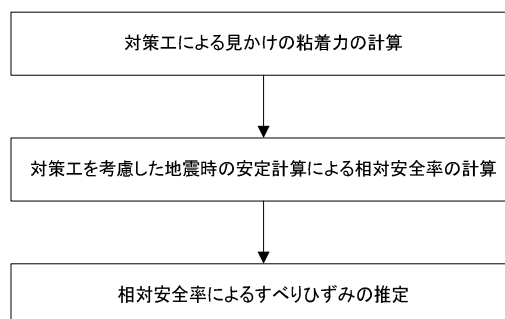 対策工による見かけの粘着力の計算
対策工を考慮した地震時の安定計算による相対安全率の計算
相対安全率によるすべりひずみの推定